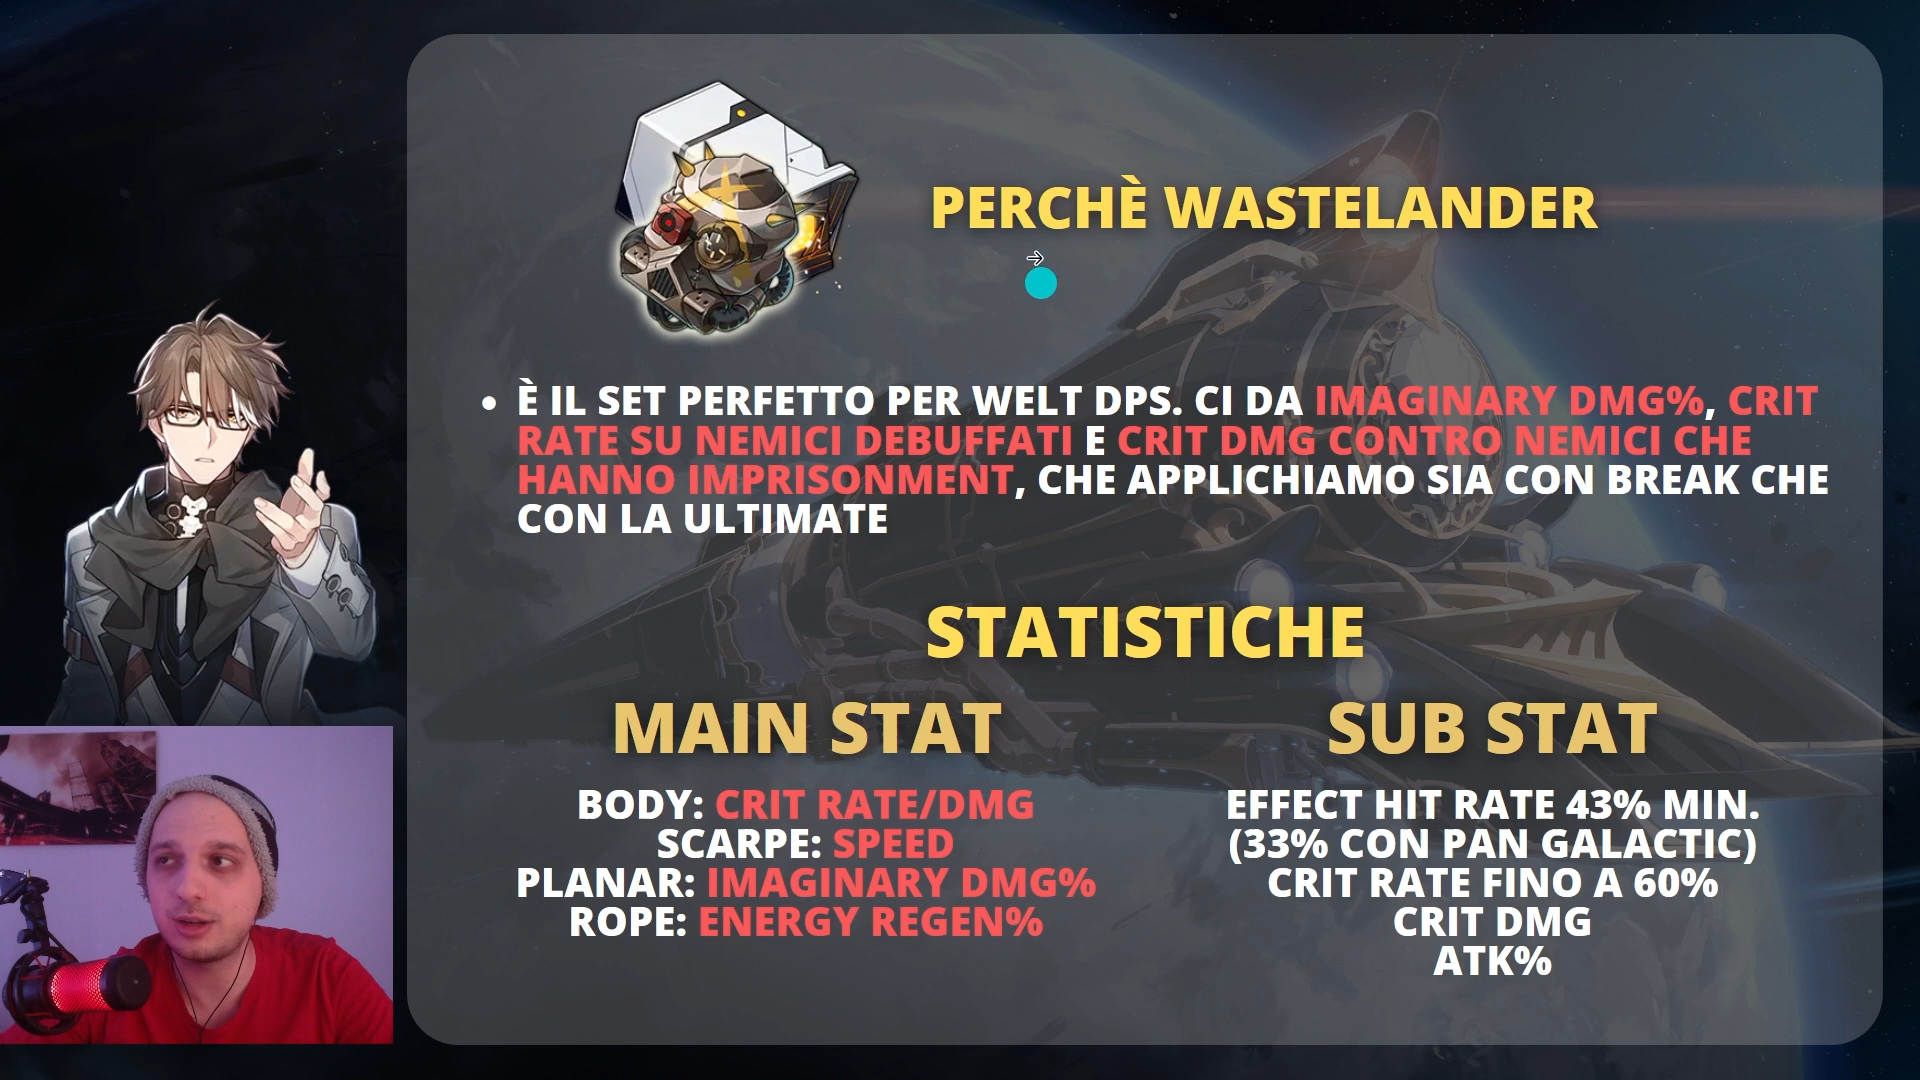 PERCHÈ WASTELANDER
• È IL SET PERFETTO PER WELT DPS. CI DA IMAGINARY DMG%, CRIT
RATE SU NEMICI DEBUFFATI E CRIT DMG CONTRO NEMICI CHE
HANNO IMPRISONMENT, CHE APPLICHIAMO SIA CON BREAK CHE
CON LA ULTIMATE
STATISTICHE
MAIN STAT
BODY: CRIT RATE/DMG
SCARPE: SPEED
PLANAR: IMAGINARY DMG%
ROPE: ENERGY REGEN%
SUB STAT
EFFECT HIT RATE 43% MIN.
(33% CON PAN GALACTIC)
CRIT RATE FINO A 60%
CRIT DMG
ATK%